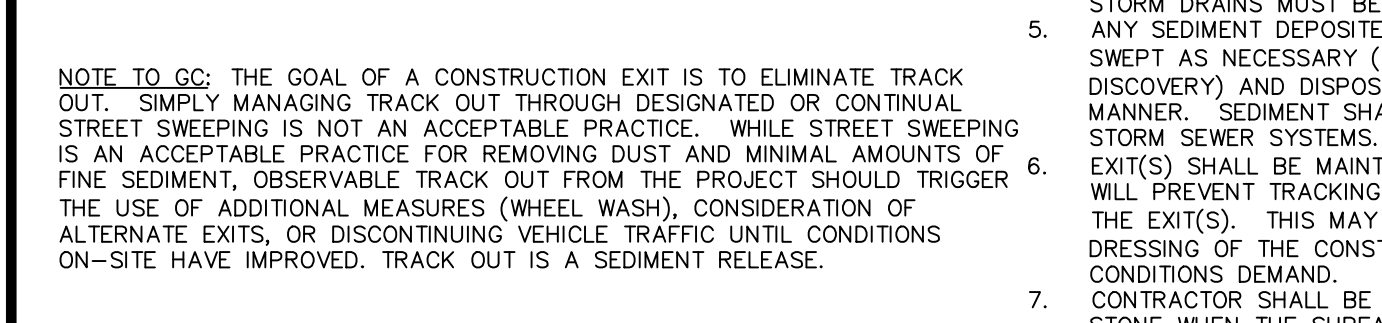 NOTE TO GC: THE GOAL OF A CONSTRUCTION EXIT IS TO ELIMINATE TRACK
OUT. SIMPLY MANAGING TRACK OUT THROUGH DESIGNATED OR CONTINUAL
STREET SWEEPING IS NOT AN ACCEPTABLE PRACTICE. WHILE STREET SWEEPING
IS AN ACCEPTABLE PRACTICE FOR REMOVING DUST AND MINIMAL AMOUNTS OF
FINE SEDIMENT, OBSERVABLE TRACK OUT FROM THE PROJECT SHOULD TRIGGER
THE USE OF ADDITIONAL MEASURES (WHEEL WASH), CONSIDERATION OF
ALTERNATE EXITS, OR DISCONTINUING VEHICLE TRAFFIC UNTIL CONDITIONS
ON-SITE HAVE IMPROVED. TRACK OUT IS A SEDIMENT RELEASE.
STORM DRAINS MUST BE
5. ANY SEDIMENT DEPOSITE
SWEPT AS NECESSARY (
DISCOVERY) AND DISPOS
MANNER. SEDIMENT SHA
STORM SEWER SYSTEMS.
6. EXIT(S) SHALL BE MAINT
WILL PREVENT TRACKING
THE EXIT(S). THIS MAY
DRESSING OF THE CONST
CONDITIONS DEMAND.
7. CONTRACTOR SHALL BE
STONE WHEN THE